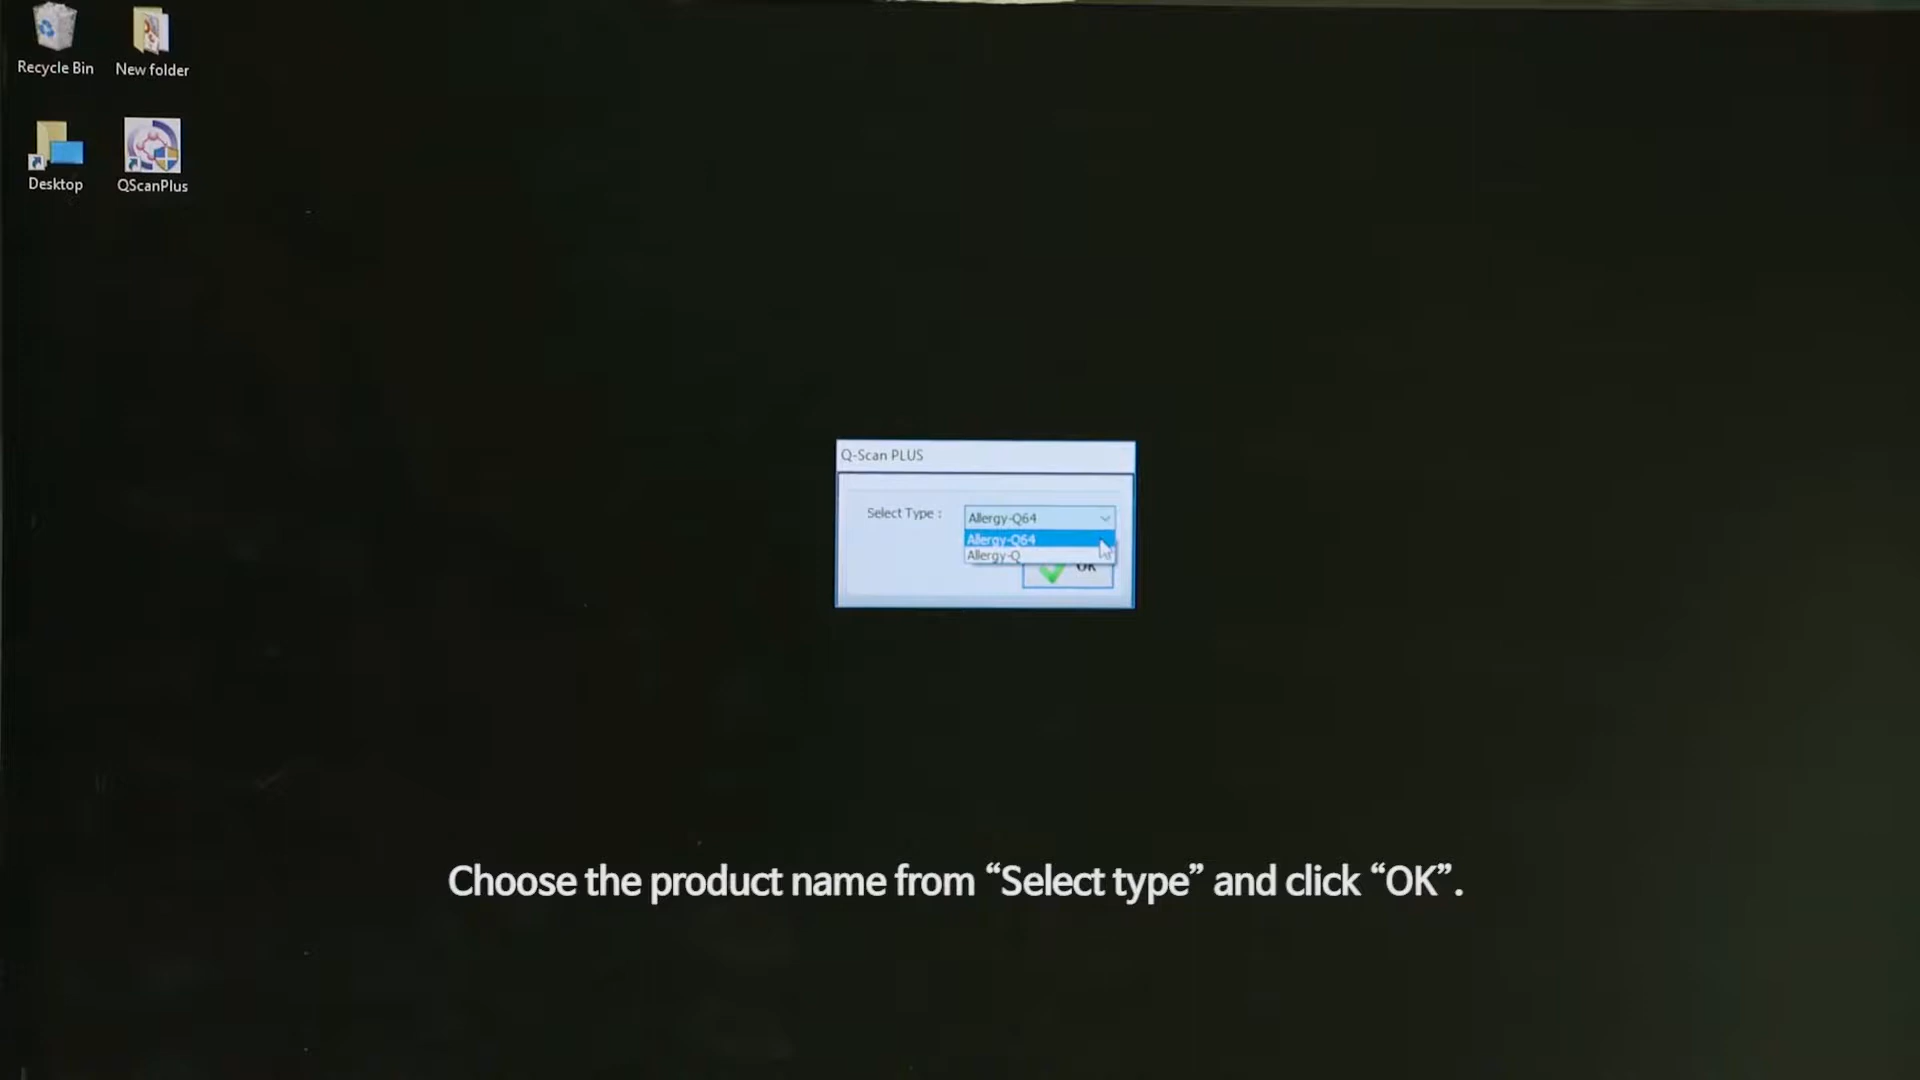 Recycle Bin
New folder
Desktop
QScanPlus
Q-Scan PLUS
Select Type :
Allergy-Q64
Allergy-Q64
Allergy-Q
OK
Choose the product name from “Select type” and click “OK”.